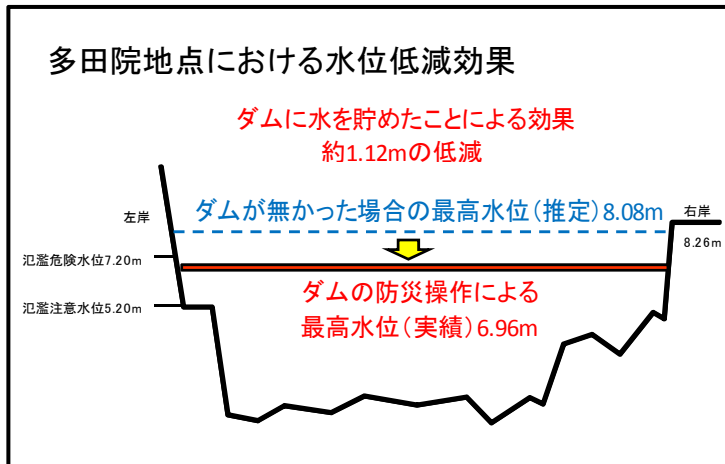 多田院地点における水位低減効果
ダムに水を貯めたことによる効果
約1.12mの低減
左岸
ダムが無かった場合の最高水位(推定)8.08m
右岸
8.26m
氾濫危険水位7.20m
氾濫注意水位5.20m
ダムの防災操作による
最高水位(実績)6.96m